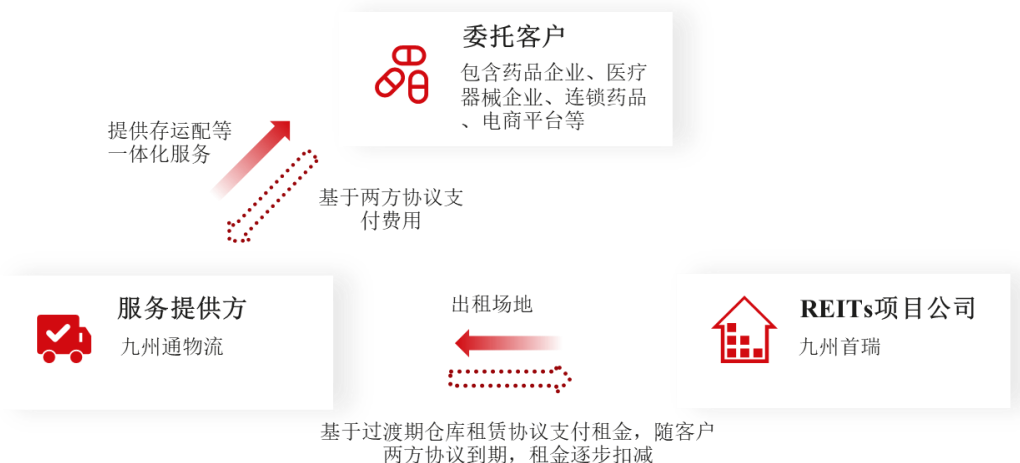 委托客户
包含药品企业、医疗
器械企业、连锁药品
、电商平台等
提供存运配等
一体化服务
基于两方协议支
付费用
服务提供方
九州通物流
出租场地
REITs项目公司
九州首瑞
基于过渡期仓库租赁协议支付租金，随客户
两方协议到期，租金逐步扣减